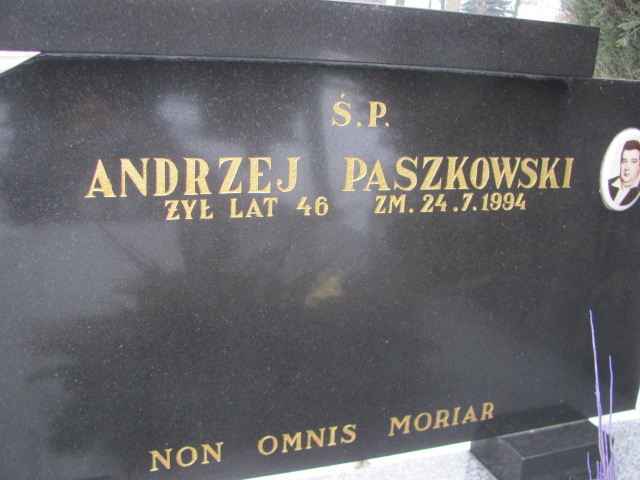 Ś.P.
ANDRZEJ PASZKOWSKI
ŻYŁ LAT 46 ZM. 24.7.1994
NON OMNIS MORIAR